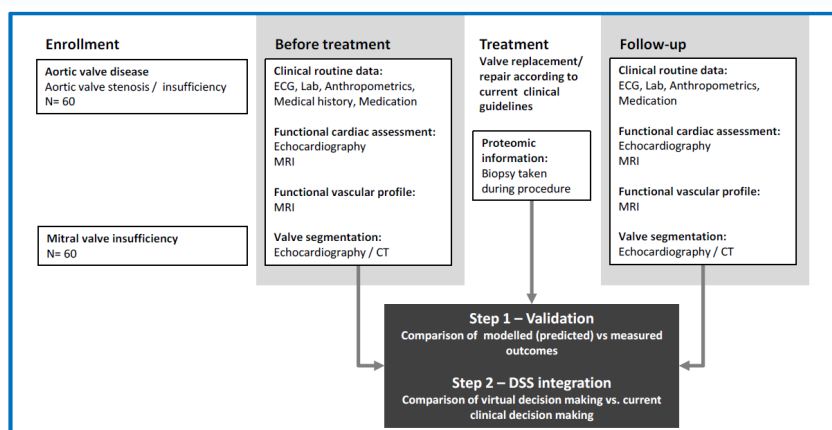 Enrollment
Aortic valve disease
Aortic valve stenosis / insufficiency
N= 60
Mitral valve insufficiency
N= 60
Before treatment
Clinical routine data:
ECG, Lab, Anthropometrics,
Medical history, Medication
Functional cardiac assessment:
Echocardiography
MRI
Functional vascular profile:
MRI
Valve segmentation:
Echocardiography / CT
Treatment
Valve replacement/
repair according to
current clinical
guidelines
Proteomic
information:
Biopsy taken
during procedure
Follow-up
Clinical routine data:
ECG, Lab, Anthropometrics,
Medication
Functional cardiac assessment:
Echocardiography
MRI
Functional vascular profile:
MRI
Valve segmentation:
Echocardiography / CT
Step 1 – Validation
Comparison of modelled (predicted) vs measured
outcomes
Step 2 – DSS integration
Comparison of virtual decision making vs. current
clinical decision making